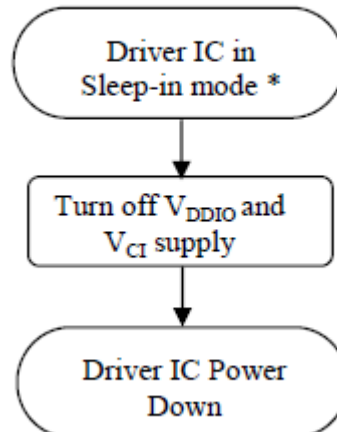 Driver IC in
Sleep-in mode *
Turn off VDDIO and
VCI supply
Driver IC Power
Down